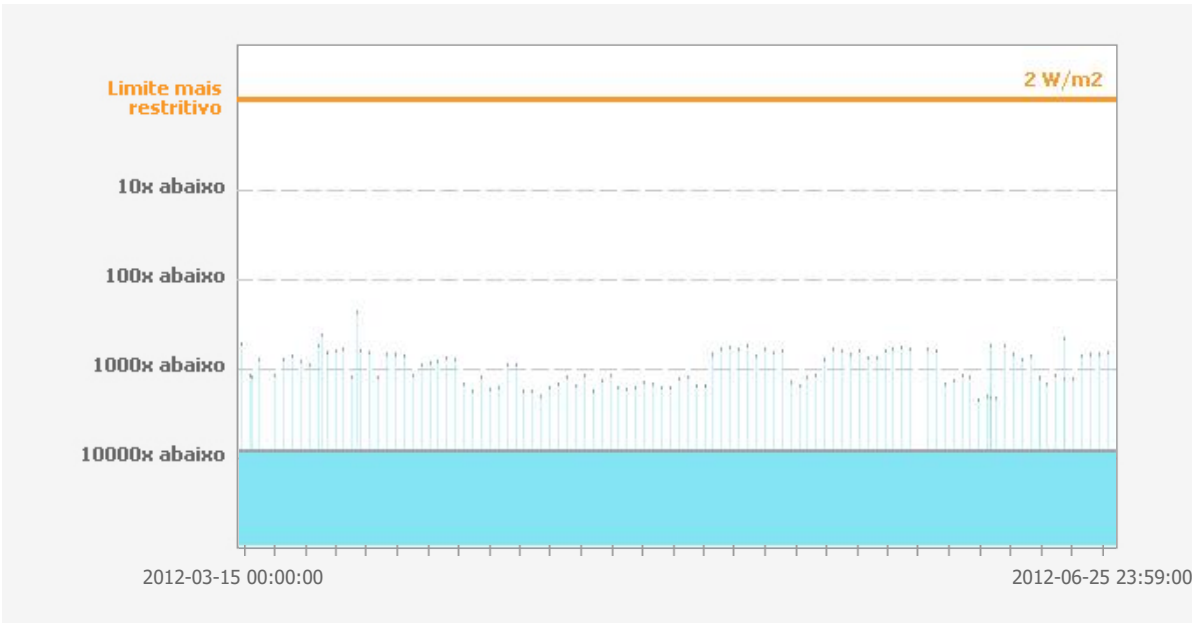 2 W/m2
Limite mais
restritivo
10x abaixo
100x abaixo
1000x abaixo
10000x abaixo
2012-03-15 00:00:00
2012-06-25 23:59:00